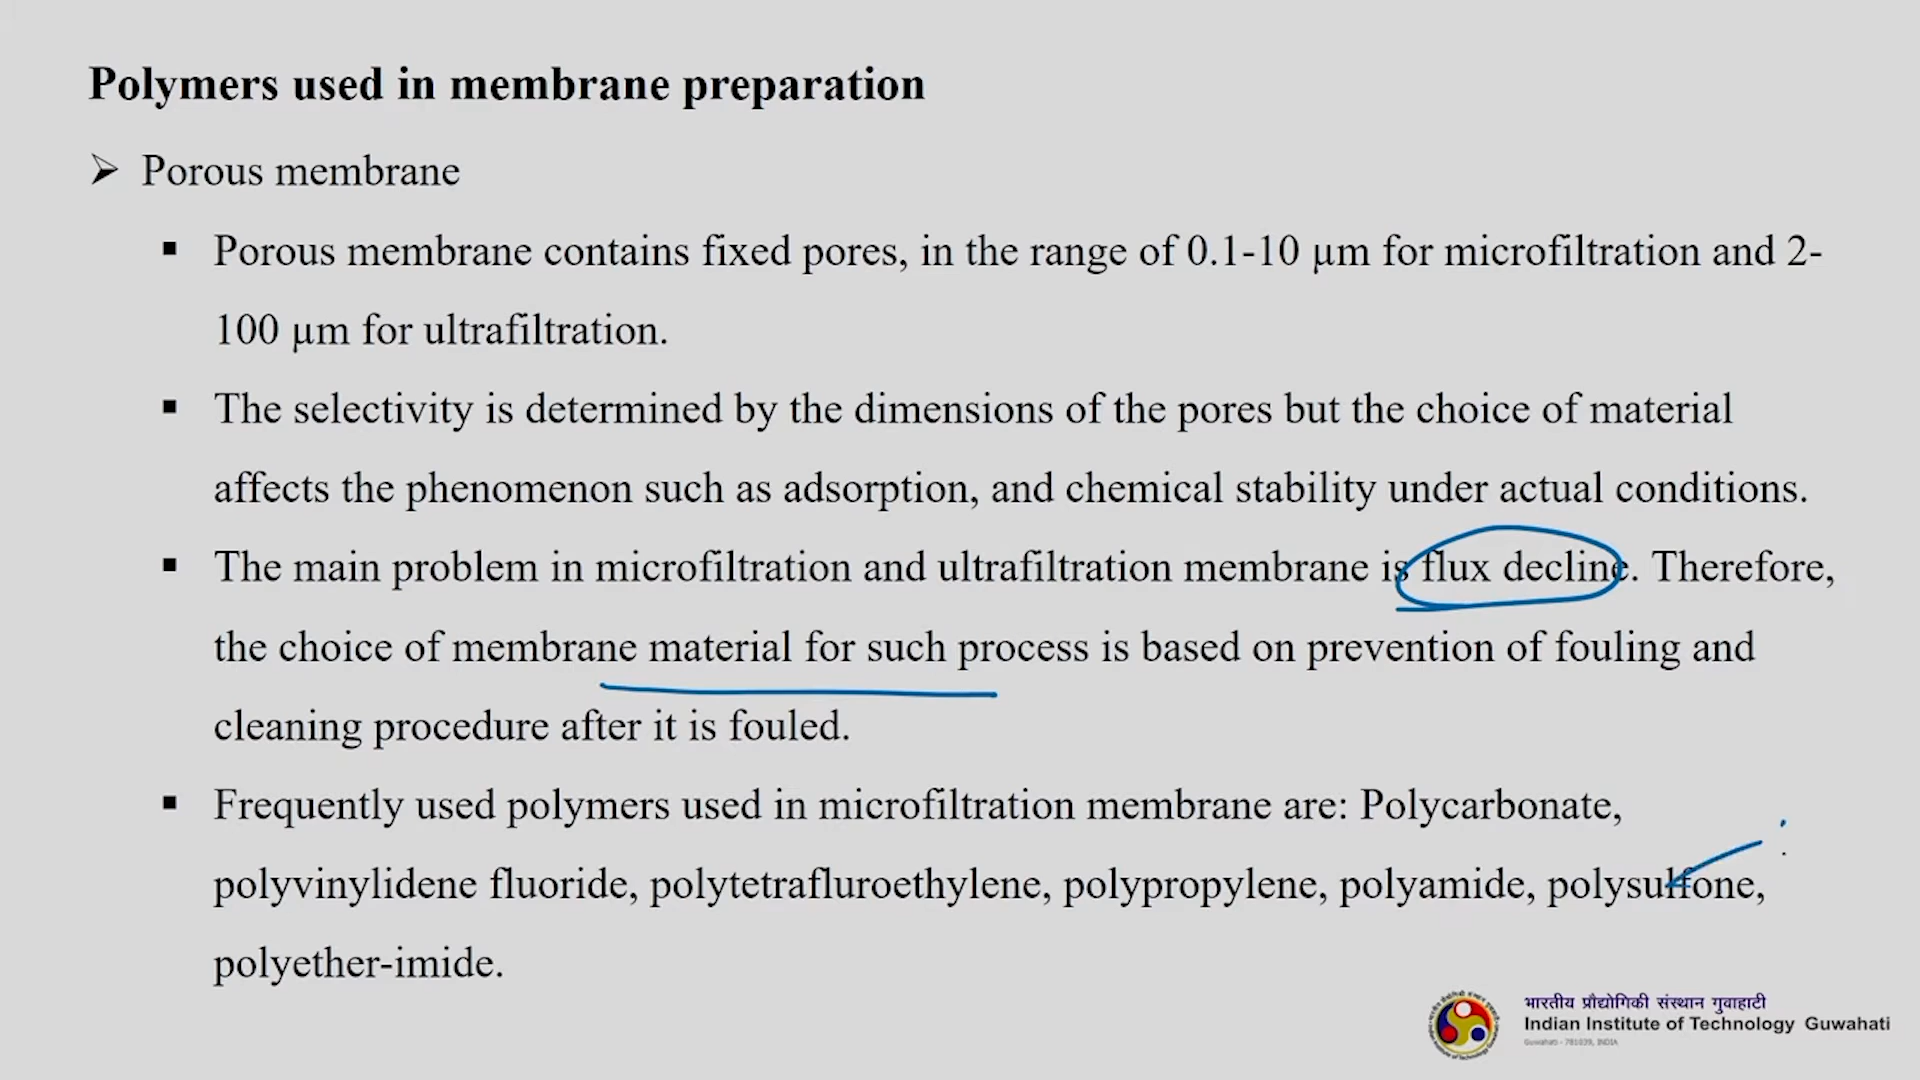 Polymers used in membrane preparation
➢ Porous membrane
▪ Porous membrane contains fixed pores, in the range of 0.1-10 µm for microfiltration and 2-
100 µm for ultrafiltration.
▪ The selectivity is determined by the dimensions of the pores but the choice of material
affects the phenomenon such as adsorption, and chemical stability under actual conditions.
▪ The main problem in microfiltration and ultrafiltration membrane is flux decline. Therefore,
the choice of membrane material for such process is based on prevention of fouling and
cleaning procedure after it is fouled.
▪ Frequently used polymers used in microfiltration membrane are: Polycarbonate,
polyvinylidene fluoride, polytetrafluroethylene, polypropylene, polyamide, polysulfone,
polyether-imide.
भारतीय प्रौद्योगिकी संस्थान गुवाहाटी
Indian Institute of Technology Guwahati
Guwahati - 781039, INDIA